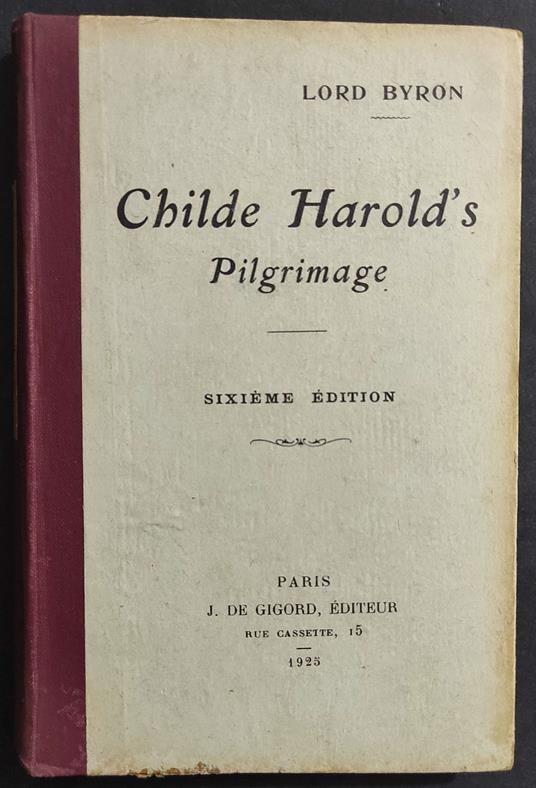 LORD BYRON
Childe Harold's
Pilgrimage
SIXIÈME ÉDITION
PARIS
J. DE GIGORD, ÉDITEUR
RUE CASSETTE, 15
1925